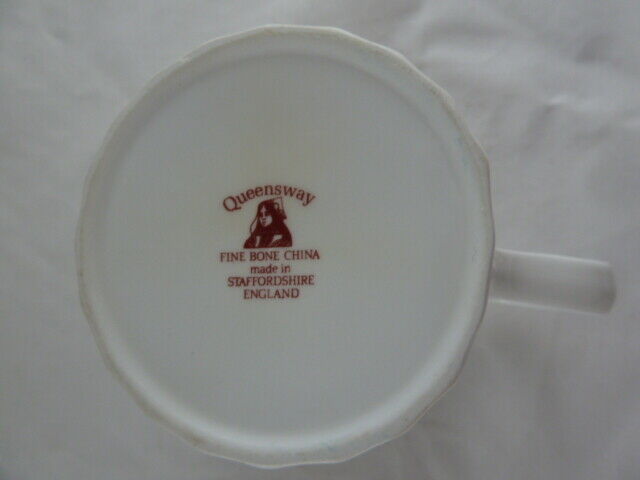 Queensway
FINE BONE CHINA
made in
STAFFORDSHIRE
ENGLAND